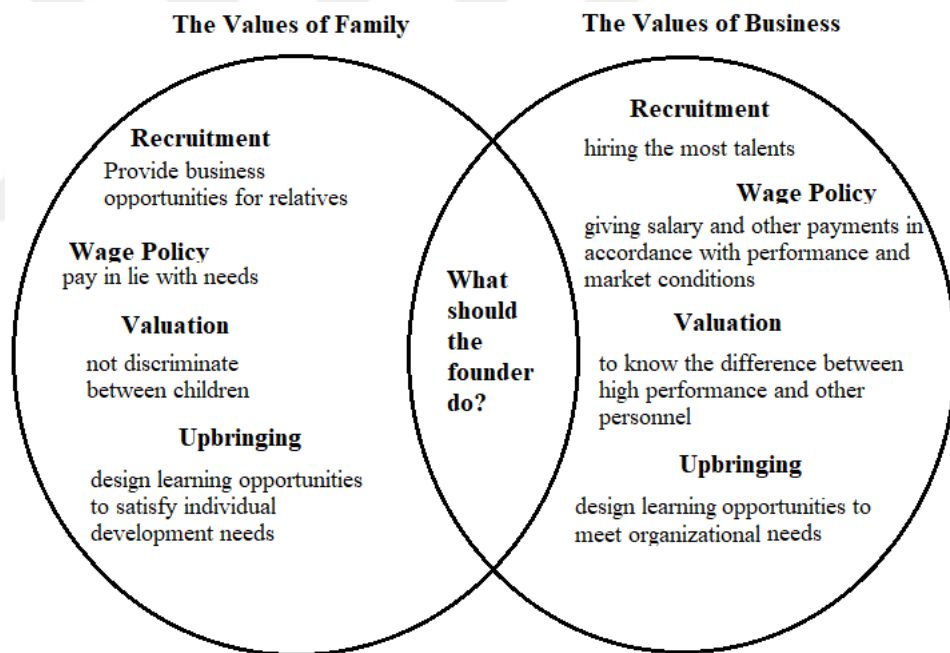 The Values of Family
The Values of Business
Recruitment
Provide business
opportunities for relatives
Wage Policy
pay in lie with needs
Valuation
not discriminate
between children
Upbringing
design learning opportunities
to satisfy individual
development needs
What
should
the
founder
do?
Recruitment
hiring the most talents
Wage Policy
giving salary and other payments in
accordance with performance and
market conditions
Valuation
to know the difference between
high performance and other
personnel
Upbringing
design learning opportunities to
meet organizational needs